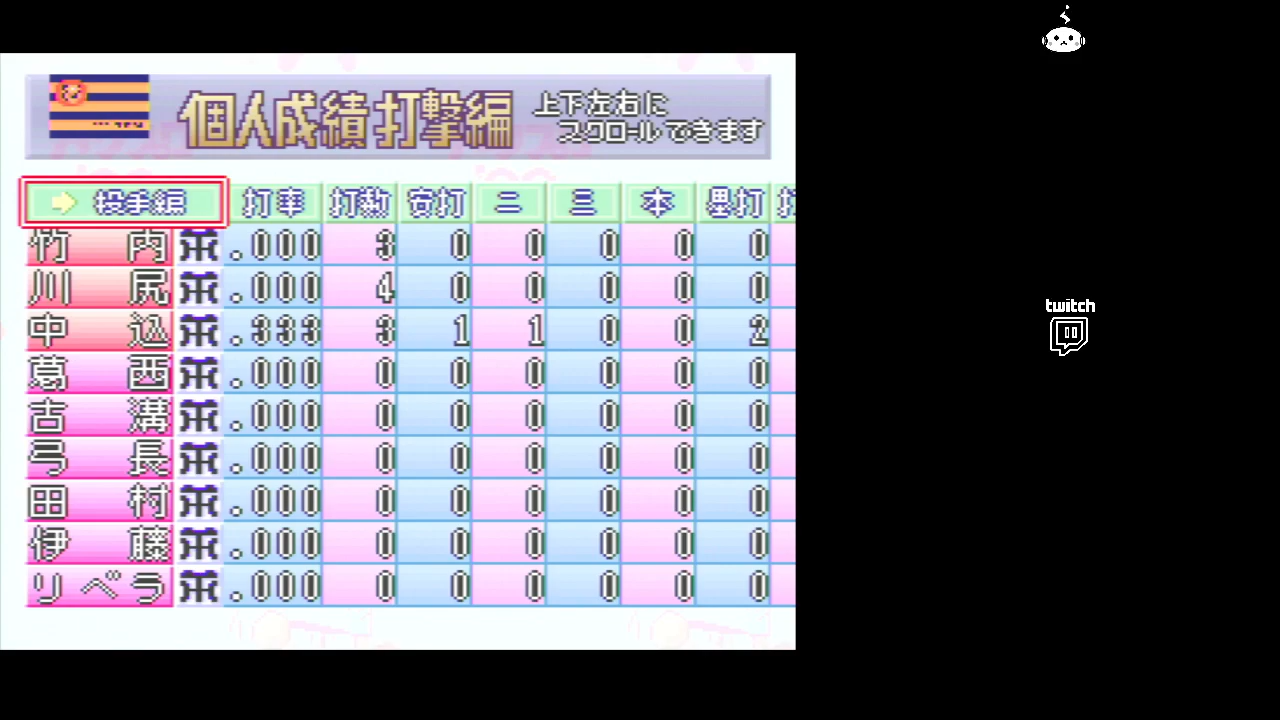 個人成績打撃編
上下左右に
スクロールできます
投手編 打率 打数 安打 二 三 本 塁打 打
竹内 .000 3 0 0 0 0 0
川尻 .000 4 0 0 0 0 0
中込 .333 3 1 1 0 0 2
葛西 .000 0 0 0 0 0 0
古溝 .000 0 0 0 0 0 0
弓長 .000 0 0 0 0 0 0
田村 .000 0 0 0 0 0 0
伊藤 .000 0 0 0 0 0 0
リベラ .000 0 0 0 0 0 0
twitch